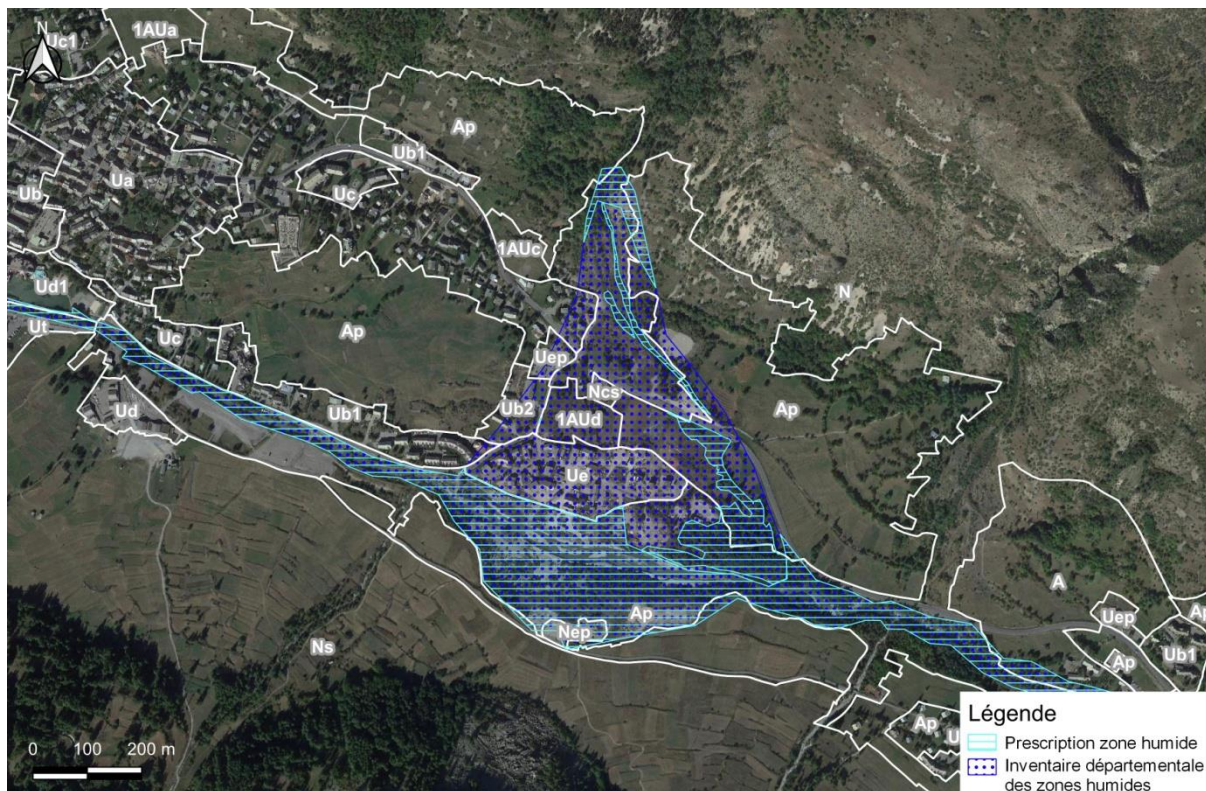 1AUa
Uc1
N
Ap
Ub1
Ua
Uc
Ub
1AUc
Ud1
N
Ut
Uc
Ap
Uep
Ap
Ncs
Ud
Ub1
Ub2
1AUd
Ue
A
Uep
Ap
Nep
Ap
Ub1
Ns
Ap
Ap
U
Légende
Prescription zone humide
Inventaire départementale
des zones humides
0 100 200 m